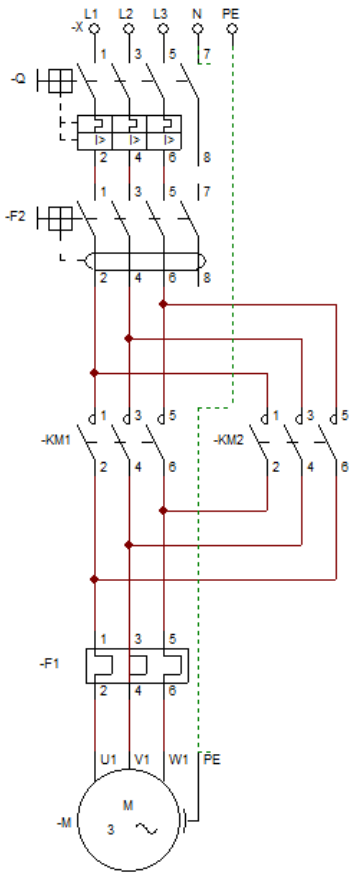 L1 L2 L3 N PE
-X
1 3 5 7
-Q
I> I> I>
2 4 6 8
1 3 5 7
-F2
2 4 6 8
1 3 5 1 3 5
-KM1 -KM2
2 4 6 2 4 6
1 3 5
-F1
2 4 6
U1 V1 W1 PE
M
-M
3